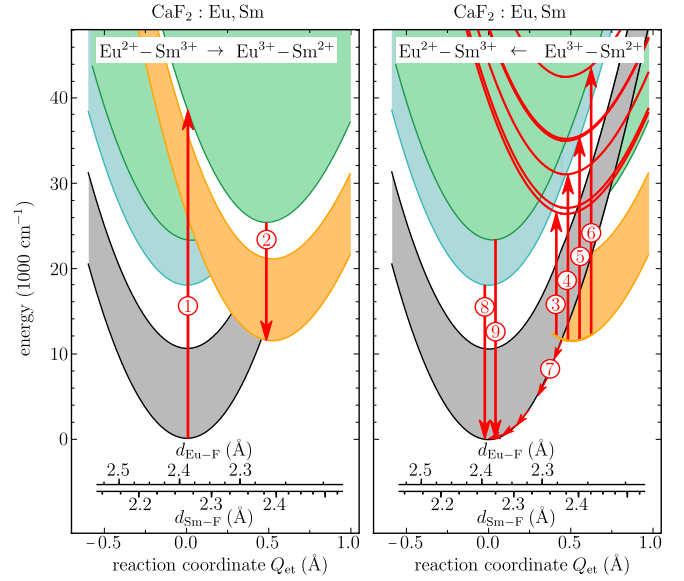 CaF₂ : Eu, Sm
CaF₂ : Eu, Sm
Eu²⁺−Sm³⁺ → Eu³⁺−Sm²⁺
Eu²⁺−Sm³⁺ ← Eu³⁺−Sm²⁺
energy (1000 cm⁻¹)
40
30
20
10
0
1
2
3
4
5
6
7
8
9
d_Eu−F (Å)
2.5 2.4 2.3
2.2 2.3 2.4
d_Sm−F (Å)
−0.5 0.0 0.5 1.0
reaction coordinate Q_et (Å)
d_Eu−F (Å)
2.5 2.4 2.3
2.2 2.3 2.4
d_Sm−F (Å)
−0.5 0.0 0.5 1.0
reaction coordinate Q_et (Å)